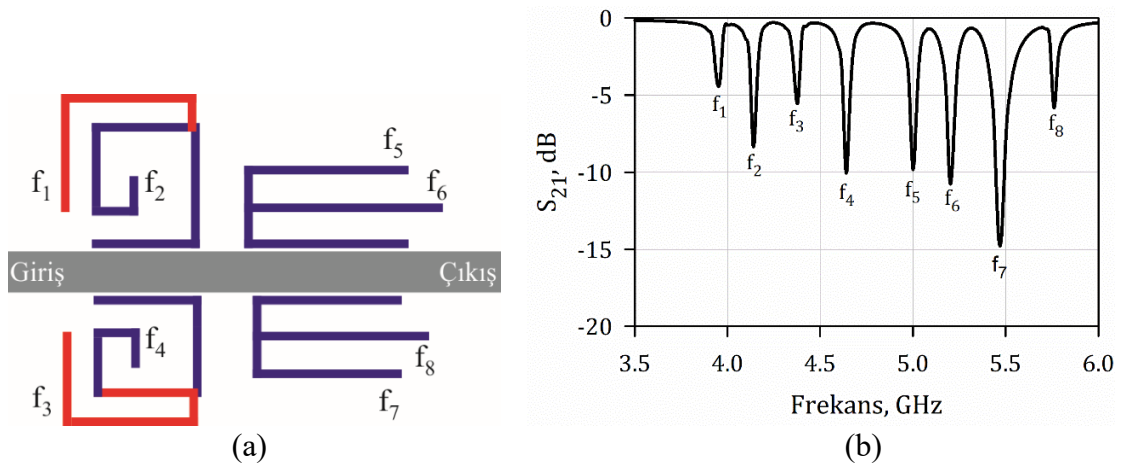 f₁
f₂
f₅
f₆
Giriş
Çıkış
f₃
f₄
f₈
f₇
(a)
S₂₁, dB
0
-5
-10
-15
-20
f₁
f₂
f₃
f₄
f₅
f₆
f₇
f₈
3.5 4.0 4.5 5.0 5.5 6.0
Frekans, GHz
(b)